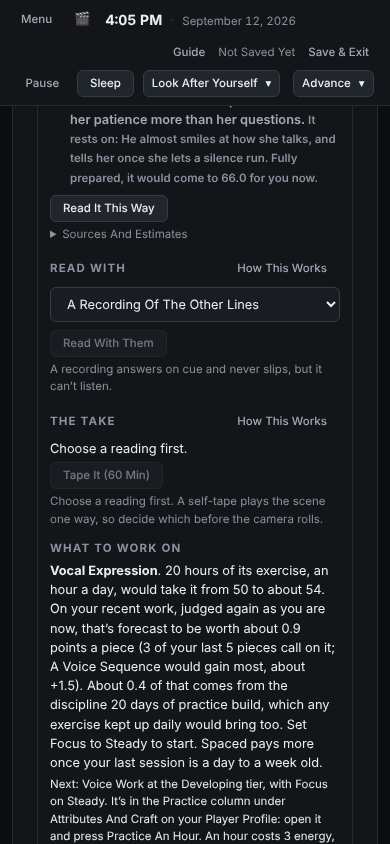 Menu 🎬 4:05 PM · September 12, 2026
Guide Not Saved Yet Save & Exit
Pause Sleep Look After Yourself ▾ Advance ▾
her patience more than her questions. It
rests on: He almost smiles at how she talks, and
tells her once she lets a silence run. Fully
prepared, it would come to 66.0 for you now.
Read It This Way
▶ Sources And Estimates
READ WITH How This Works
A Recording Of The Other Lines
Read With Them
A recording answers on cue and never slips, but it
can't listen.
THE TAKE How This Works
Choose a reading first.
Tape It (60 Min)
Choose a reading first. A self-tape plays the scene
one way, so decide which before the camera rolls.
WHAT TO WORK ON
Vocal Expression. 20 hours of its exercise, an
hour a day, would take it from 50 to about 54.
On your recent work, judged again as you are
now, that's forecast to be worth about 0.9
points a piece (3 of your last 5 pieces call on it;
A Voice Sequence would gain most, about
+1.5). About 0.4 of that comes from the
discipline 20 days of practice build, which any
exercise kept up daily would bring too. Set
Focus to Steady to start. Spaced pays more
once your last session is a day to a week old.
Next: Voice Work at the Developing tier, with Focus
on Steady. It's in the Practice column under
Attributes And Craft on your Player Profile: open it
and press Practice An Hour. An hour costs 3 energy,